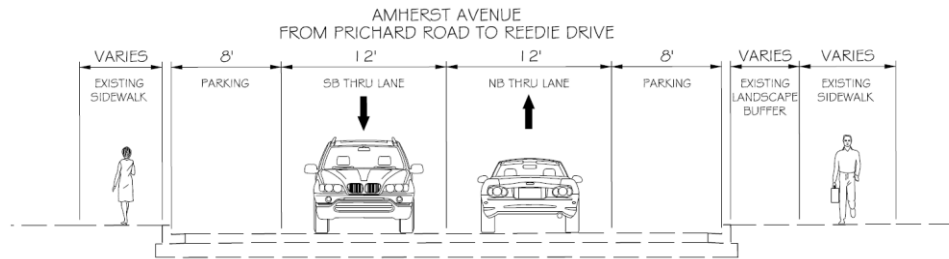 AMHERST AVENUE
FROM PRICHARD ROAD TO REEDIE DRIVE
VARIES 8' 12' 12' 8' VARIES VARIES
EXISTING SIDEWALK
PARKING
SB THRU LANE
NB THRU LANE
PARKING
EXISTING LANDSCAPE BUFFER
EXISTING SIDEWALK